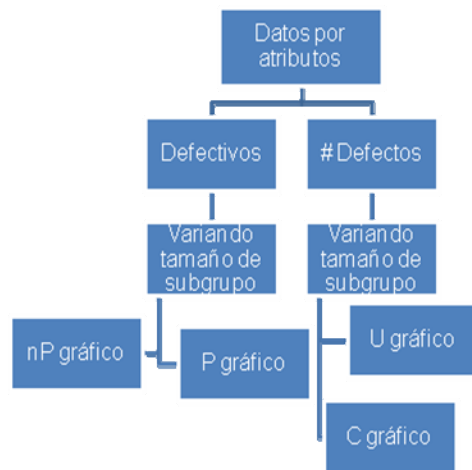 Datos por
atributos
Defectivos
# Defectos
Variando
tamaño de
subgrupo
Variando
tamaño de
subgrupo
nP gráfico
P gráfico
U gráfico
C gráfico